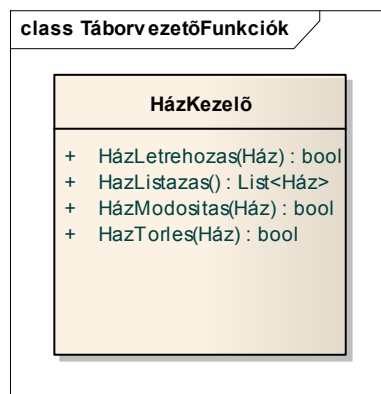 class TáborvezetõFunkciók
HázKezelõ
+ HázLetrehozas(Ház) : bool
+ HazListazas() : List<Ház>
+ HázModositas(Ház) : bool
+ HazTorles(Ház) : bool